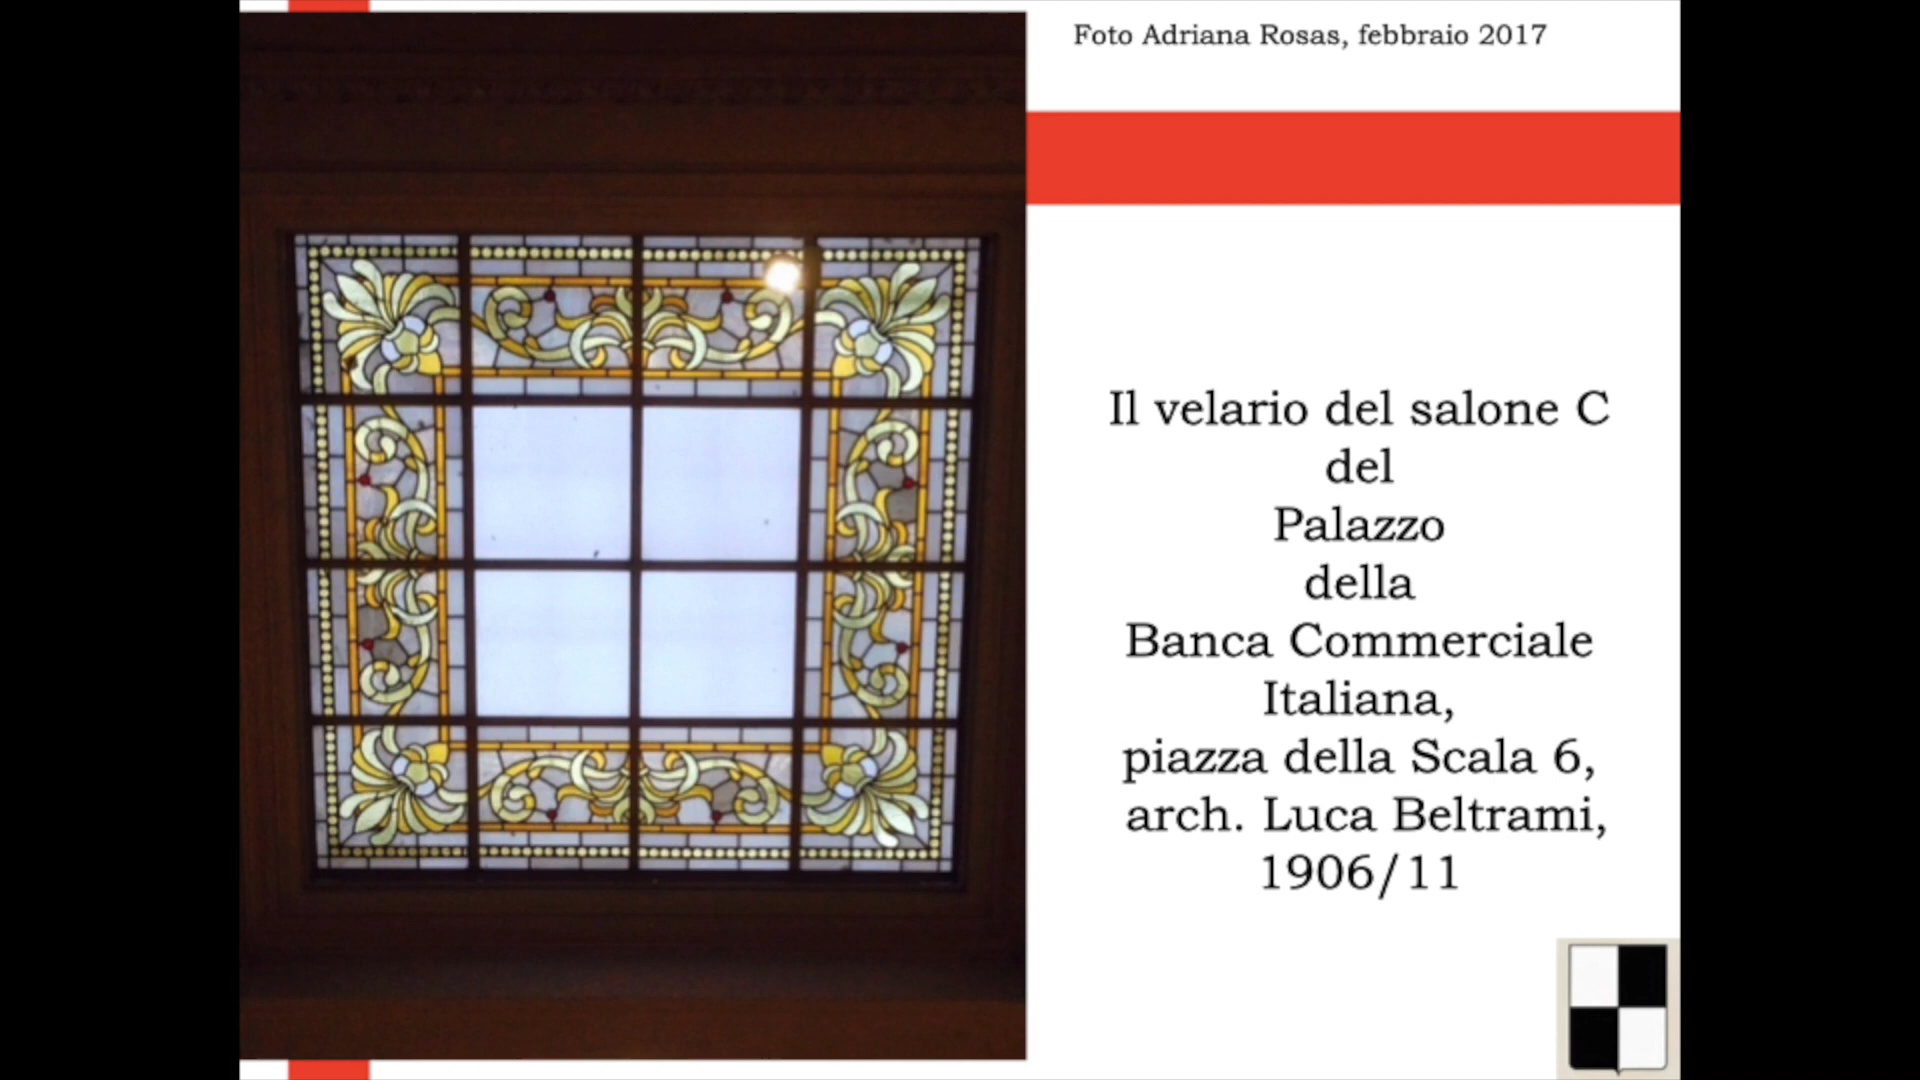 Foto Adriana Rosas, febbraio 2017
Il velario del salone C
del
Palazzo
della
Banca Commerciale
Italiana,
piazza della Scala 6,
arch. Luca Beltrami,
1906/11